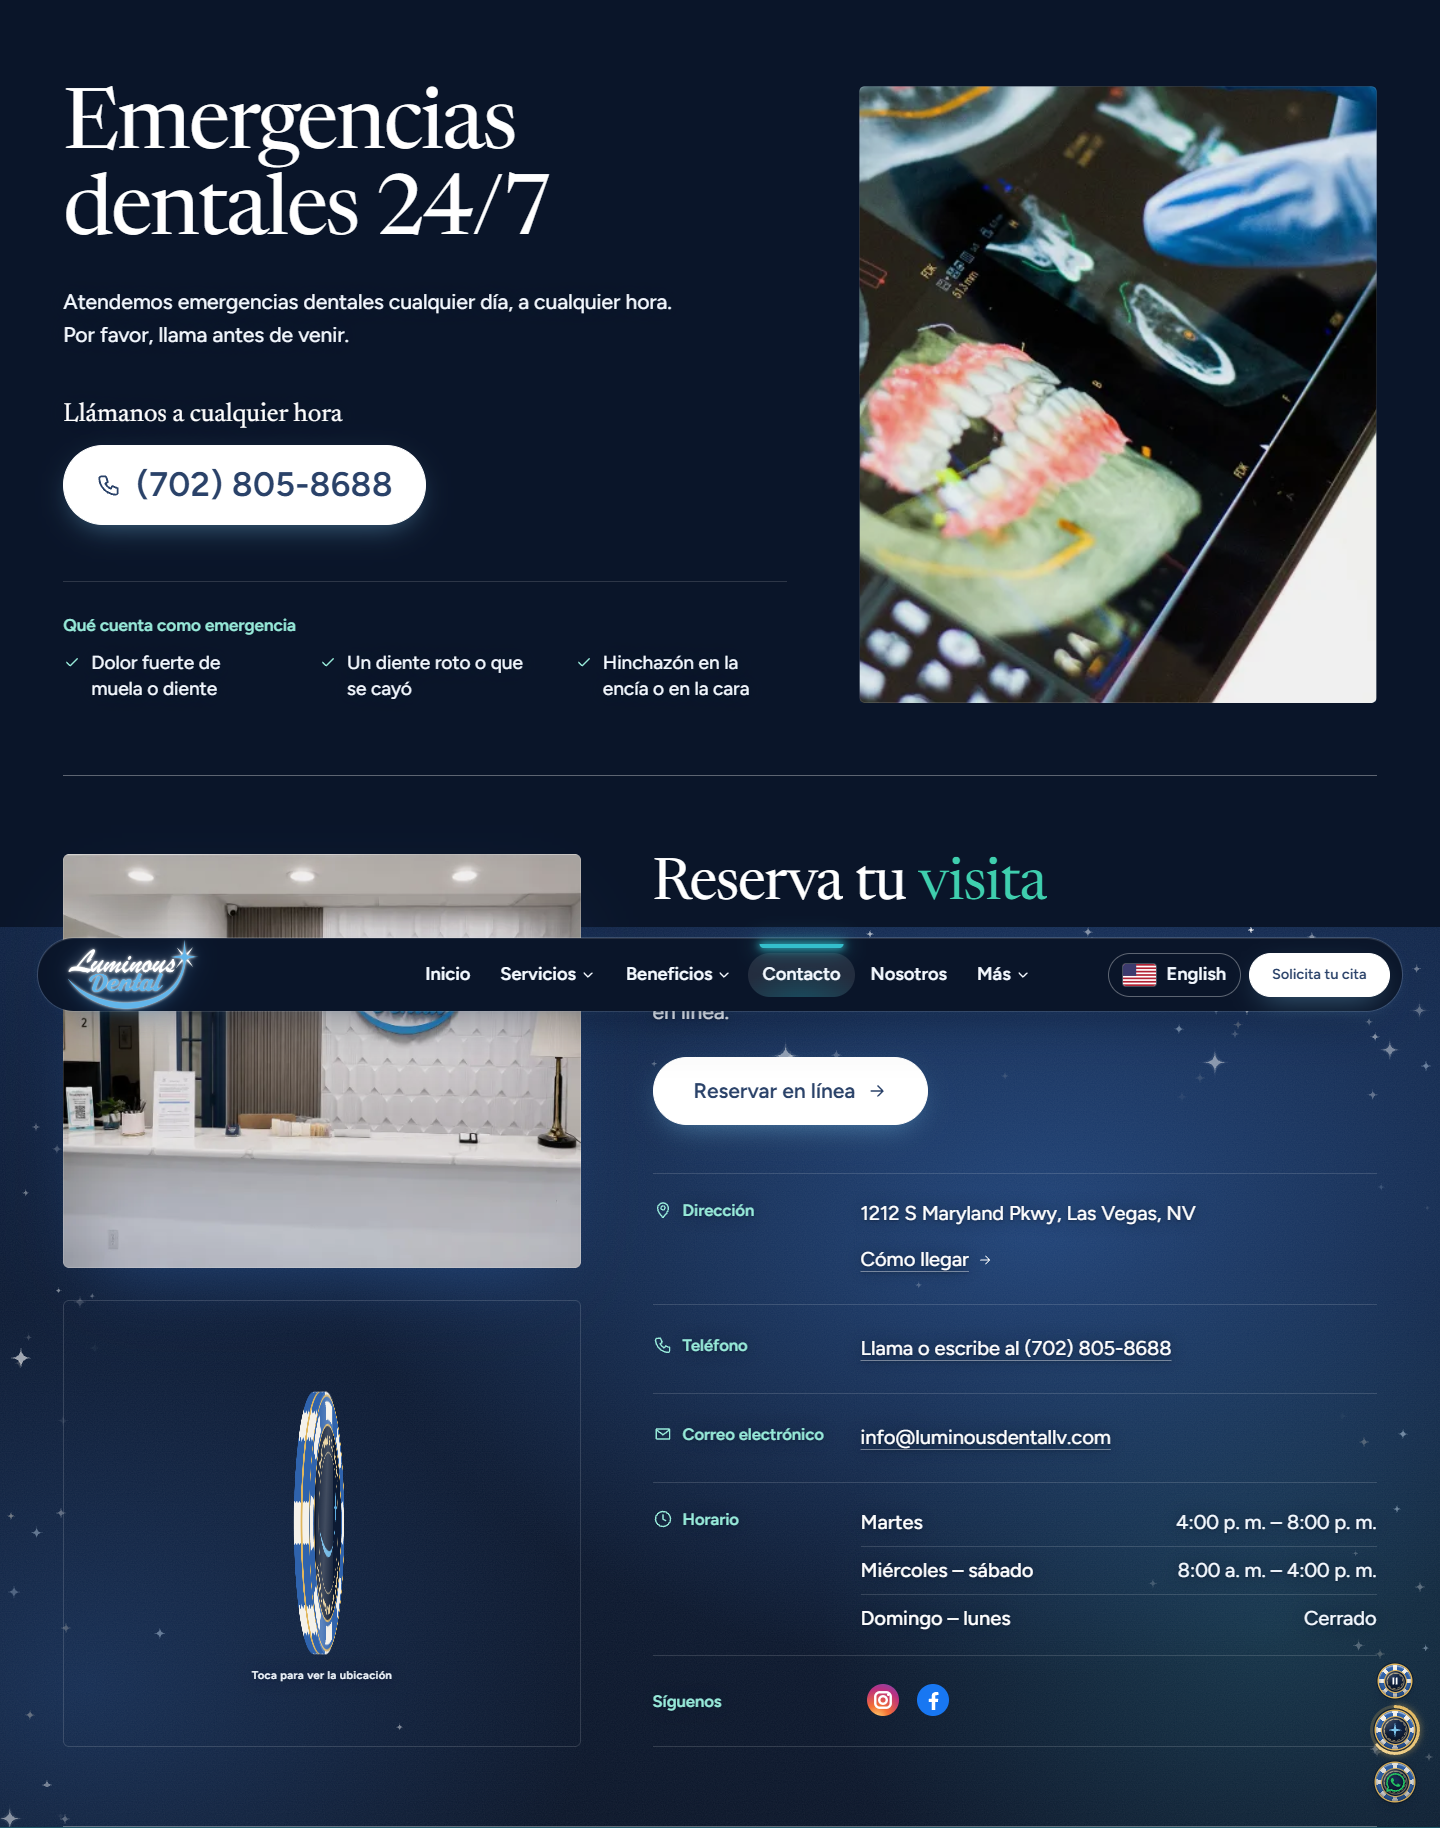 Emergencias
dentales 24/7
Atendemos emergencias dentales cualquier día, a cualquier hora.
Por favor, llama antes de venir.
Llámanos a cualquier hora
(702) 805-8688
Qué cuenta como emergencia
Dolor fuerte de
muela o diente
Un diente roto o que
se cayó
Hinchazón en la
encía o en la cara
Reserva tu visita
Luminous
Dental
Inicio
Servicios
Beneficios
Contacto
Nosotros
Más
English
Solicita tu cita
en línea.
2
Reservar en línea
Dirección
1212 S Maryland Pkwy, Las Vegas, NV
Cómo llegar
Teléfono
Llama o escribe al (702) 805-8688
Correo electrónico
info@luminousdentallv.com
Horario
Martes
4:00 p. m. – 8:00 p. m.
Miércoles – sábado
8:00 a. m. – 4:00 p. m.
Domingo – lunes
Cerrado
Toca para ver la ubicación
Síguenos